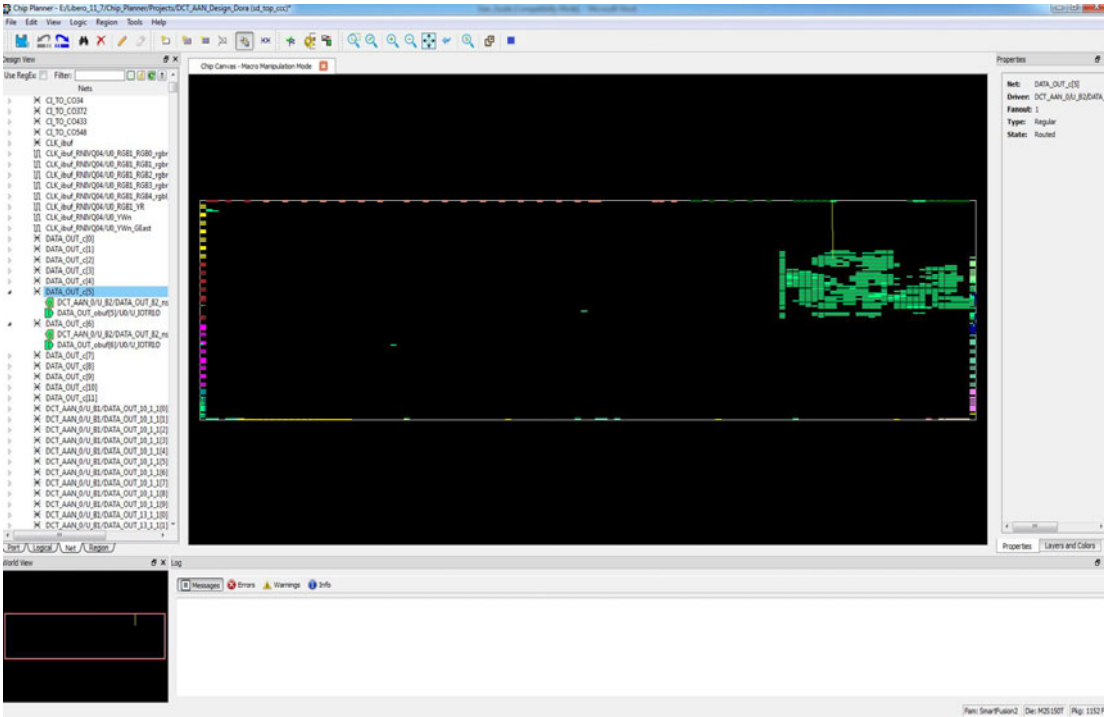 Chip Planner - E:/Libero_11_7/Chip_Planner/Projects/DCT_AAN_Design_Dora (sd_top_ccc)*
File Edit View Logic Region Tools Help
Design View
Chip Canvas - Macro Manipulation Mode
Properties
Use RegEx: Filter:
Nets
CI_TO_CO34
CI_TO_CO372
CI_TO_CO433
CI_TO_CO548
CLK_ibuf
CLK_ibuf_RNIVQ04/U0_RGB1_RGB0_rgbr
CLK_ibuf_RNIVQ04/U0_RGB1_RGB1_rgbr
CLK_ibuf_RNIVQ04/U0_RGB1_RGB2_rgbr
CLK_ibuf_RNIVQ04/U0_RGB1_RGB3_rgbr
CLK_ibuf_RNIVQ04/U0_RGB1_RGB4_rgbl
CLK_ibuf_RNIVQ04/U0_RGB1_YR
CLK_ibuf_RNIVQ04/U0_YWn
CLK_ibuf_RNIVQ04/U0_YWn_GEast
DATA_OUT_c[0]
DATA_OUT_c[1]
DATA_OUT_c[2]
DATA_OUT_c[3]
DATA_OUT_c[4]
DATA_OUT_c[5]
DCT_AAN_0/U_B2/DATA_OUT_B2_ns
DATA_OUT_obuf[5]/U0/U_IOTRI:D
DATA_OUT_c[6]
DCT_AAN_0/U_B2/DATA_OUT_B2_ns
DATA_OUT_obuf[6]/U0/U_IOTRI:D
DATA_OUT_c[7]
DATA_OUT_c[8]
DATA_OUT_c[9]
DATA_OUT_c[10]
DATA_OUT_c[11]
DCT_AAN_0/U_B1/DATA_OUT_10_1_1[0]
DCT_AAN_0/U_B1/DATA_OUT_10_1_1[1]
DCT_AAN_0/U_B1/DATA_OUT_10_1_1[2]
DCT_AAN_0/U_B1/DATA_OUT_10_1_1[3]
DCT_AAN_0/U_B1/DATA_OUT_10_1_1[4]
DCT_AAN_0/U_B1/DATA_OUT_10_1_1[5]
DCT_AAN_0/U_B1/DATA_OUT_10_1_1[6]
DCT_AAN_0/U_B1/DATA_OUT_10_1_1[7]
DCT_AAN_0/U_B1/DATA_OUT_10_1_1[8]
DCT_AAN_0/U_B1/DATA_OUT_10_1_1[9]
DCT_AAN_0/U_B1/DATA_OUT_13_1_1[0]
DCT_AAN_0/U_B1/DATA_OUT_13_1_1[1]
Port Logical Net Region
Net: DATA_OUT_c[5]
Driver: DCT_AAN_0/U_B2/DATA_
Fanout: 1
Type: Regular
State: Routed
Properties Layers and Colors
World View
Log
Messages Errors Warnings Info
Fam: SmartFusion2 Die: M2S150T Pkg: 1152 F